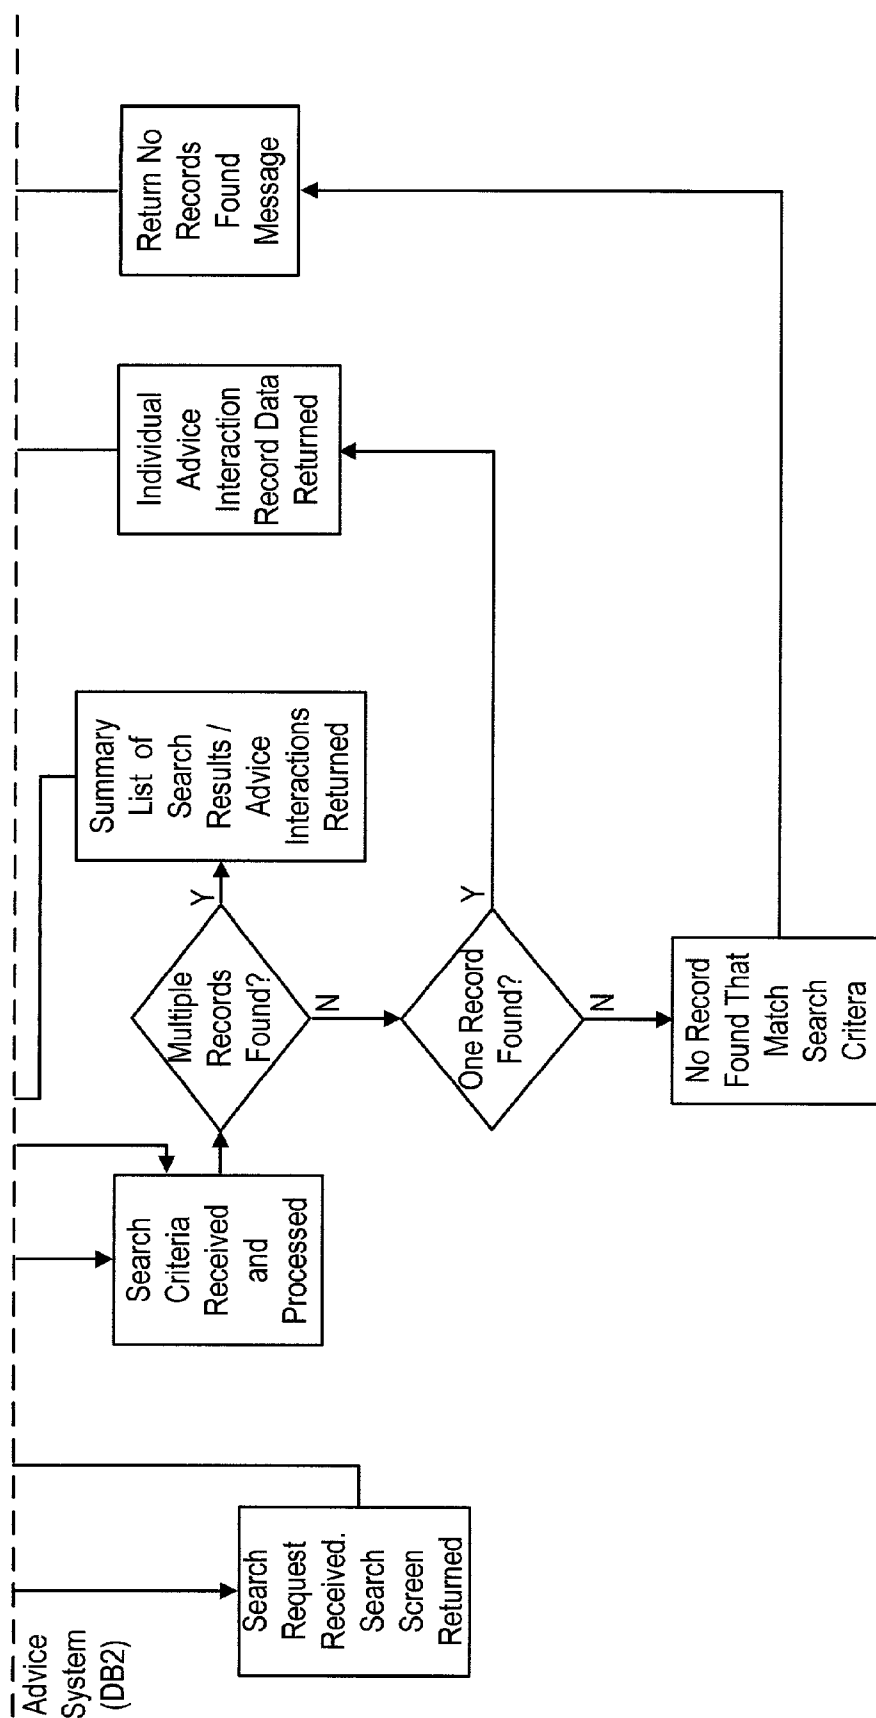 Advice
System
(DB2)
Search
Request
Received.
Search
Screen
Returned
Search
Criteria
Received
and
Processed
Multiple
Records
Found?
Y
N
Summary
List of
Search
Results /
Advice
Interactions
Returned
One Record
Found?
Y
N
No Record
Found That
Match
Search
Critera
Individual
Advice
Interaction
Record Data
Returned
Return No
Records
Found
Message